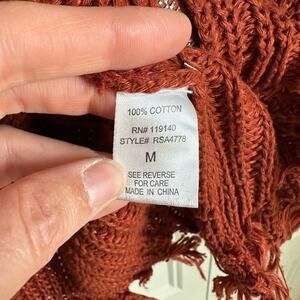 100% COTTON
RN# 119140
STYLE# RSA4778
M
SEE REVERSE
FOR CARE
MADE IN CHINA